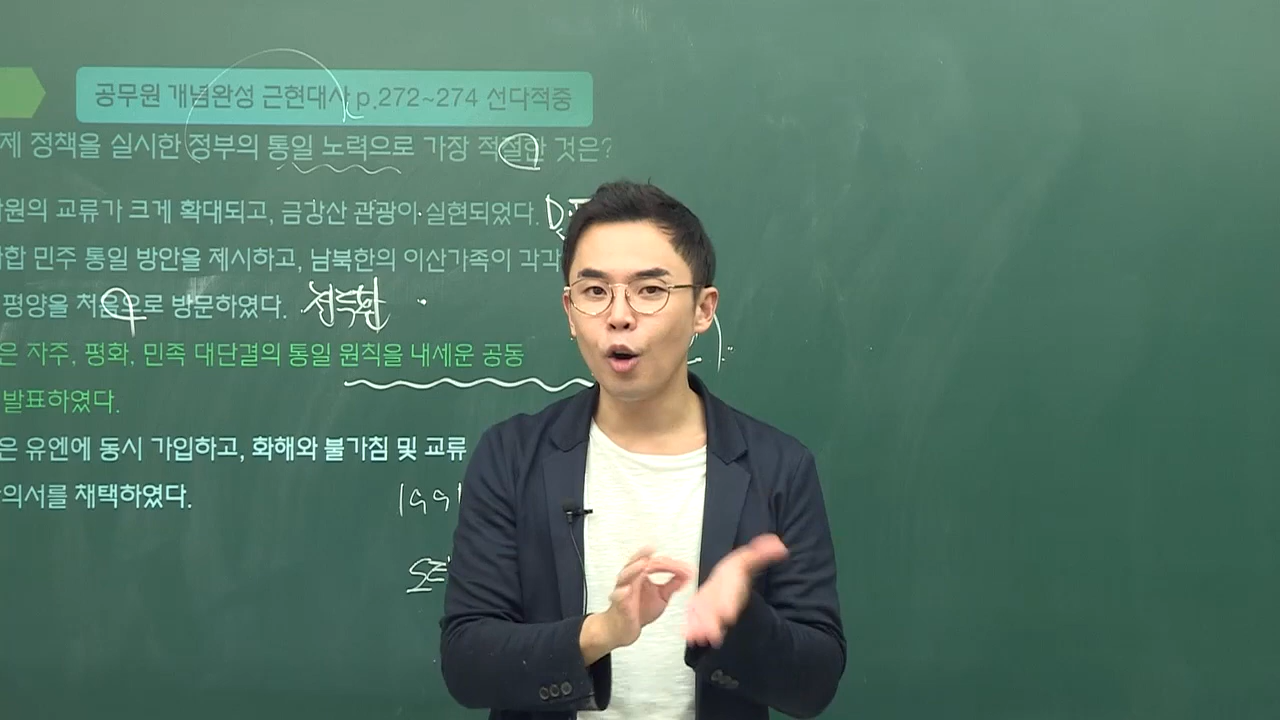 공무원 개념완성 근현대사 p.272~274 선다적중
제 정책을 실시한 정부의 통일 노력으로 가장 적절한 것은?
원의 교류가 크게 확대되고, 금강산 관광이 실현되었다.
합 민주 통일 방안을 제시하고, 남북한의 이산가족이 각각
평양을 처음으로 방문하였다. 전두환
은 자주, 평화, 민족 대단결의 통일 원칙을 내세운 공동
발표하였다.
은 유엔에 동시 가입하고, 화해와 불가침 및 교류
의서를 채택하였다.
1991